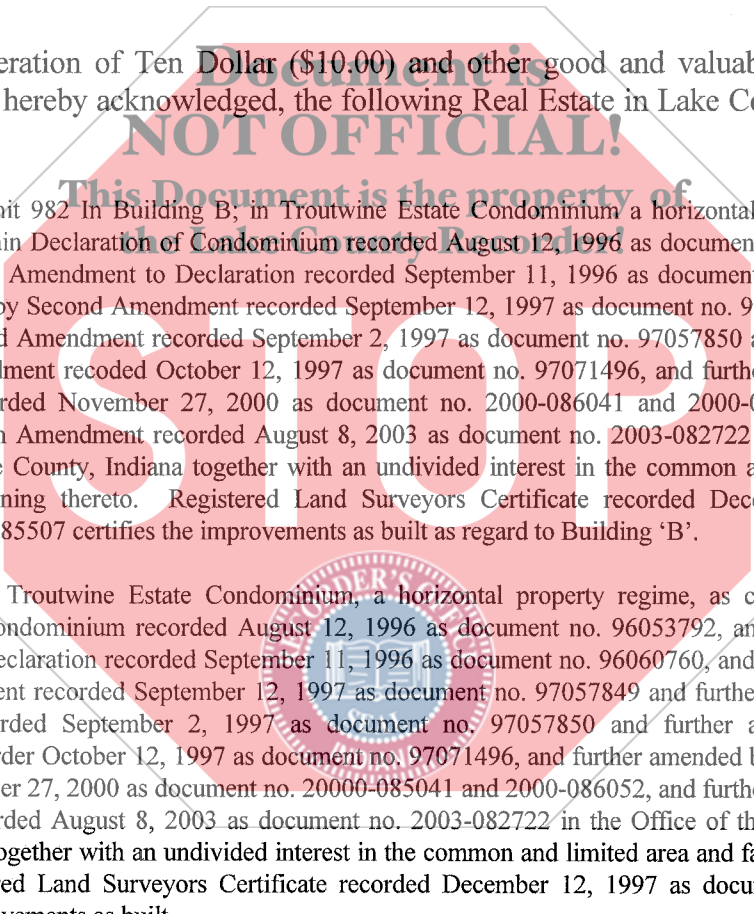 eration of Ten Dollar ($10.00) and other good and valuab
hereby acknowledged, the following Real Estate in Lake Co
Document is
NOT OFFICIAL!
This Document is the property of
the Lake County Recorder!
STOP
nit 982 In Building B; in Troutwine Estate Condominium a horizontal
in Declaration of Condominium recorded August 12, 1996 as documen
Amendment to Declaration recorded September 11, 1996 as document
by Second Amendment recorded September 12, 1997 as document no. 9
d Amendment recorded September 2, 1997 as document no. 97057850 a
lment recoded October 12, 1997 as document no. 97071496, and furthe
rded November 27, 2000 as document no. 2000-086041 and 2000-0
h Amendment recorded August 8, 2003 as document no. 2003-082722
e County, Indiana together with an undivided interest in the common a
ning thereto. Registered Land Surveyors Certificate recorded Dece
85507 certifies the improvements as built as regard to Building ‘B’.
Troutwine Estate Condominium, a horizontal property regime, as c
ondominium recorded August 12, 1996 as document no. 96053792, an
eclaration recorded September 11, 1996 as document no. 96060760, and
ent recorded September 12, 1997 as document no. 97057849 and further
rded September 2, 1997 as document no. 97057850 and further a
rder October 12, 1997 as document no. 97071496, and further amended b
er 27, 2000 as document no. 20000-085041 and 2000-086052, and furthe
rded August 8, 2003 as document no. 2003-082722 in the Office of th
ogether with an undivided interest in the common and limited area and fa
red Land Surveyors Certificate recorded December 12, 1997 as docu
vements as built